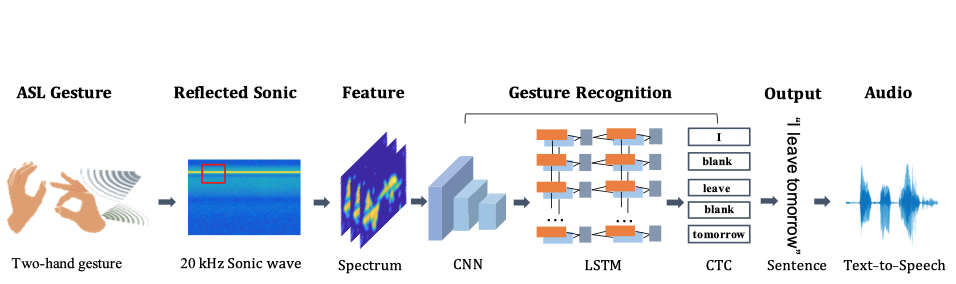 ASL Gesture
Reflected Sonic
Feature
Gesture Recognition
Output
Audio
I
blank
leave
blank
tomorrow
...
...
“I leave tomorrow”
Two-hand gesture
20 kHz Sonic wave
Spectrum
CNN
LSTM
CTC
Sentence
Text-to-Speech